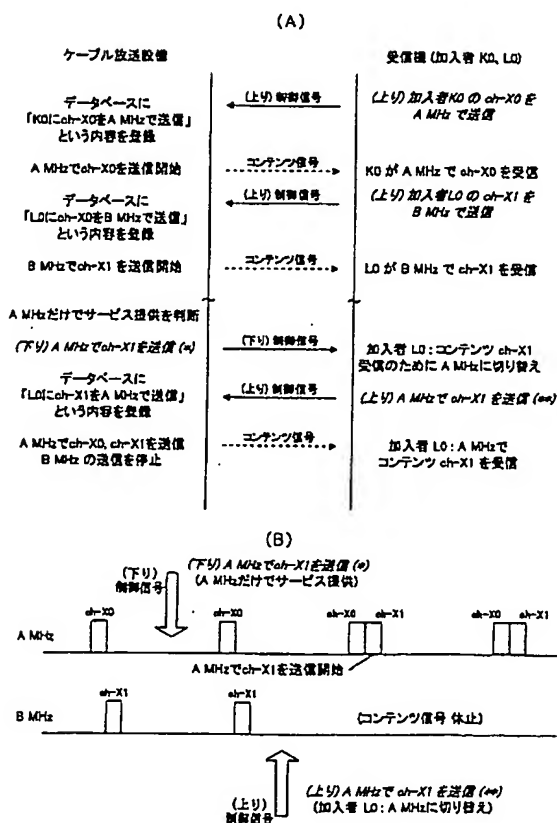 (A)
ケーブル放送設備
受信機 (加入者 K0, L0)
データベースに
「K0にch-X0をA MHzで送信」
という内容を登録
(上り) 制御信号
(上り) 加入者K0 の ch-X0を
A MHz で送信
A MHzでch-X0を送信開始
コンテンツ信号
K0 が A MHz で ch-X0 を受信
データベースに
「L0にch-X0をB MHzで送信」
という内容を登録
(上り) 制御信号
(上り) 加入者L0 の ch-X1を
B MHz で送信
B MHzでch-X1 を送信開始
コンテンツ信号
L0が B MHz で ch-X1 を受信
A MHzだけでサービス提供を判断
(下り) A MHzでch-X1を送信 (*)
(下り) 制御信号
加入者 L0 : コンテンツ ch-X1
受信のために A MHzに切り替え
データベースに
「L0にch-X1をA MHzで送信」
という内容を登録
(上り) 制御信号
(上り) A MHzで ch-X1 を送信 (**)
A MHzでch-X0, ch-X1を送信
B MHz の送信を停止
コンテンツ信号
加入者 L0 : A MHzで
コンテンツ ch-X1 を受信
(B)
(下り)
制御信号
(下り) A MHzでch-X1を送信 (*)
(A MHzだけでサービス提供)
ch-X0
ch-X0
ch-X0
ch-X1
ch-X0
ch-X1
A MHz
A MHzでch-X1を送信開始
ch-X1
ch-X1
B MHz
(コンテンツ信号 休止)
(上り)
制御信号
(上り) A MHzで ch-X1 を送信 (**)
(加入者 L0 : A MHzに切り替え)